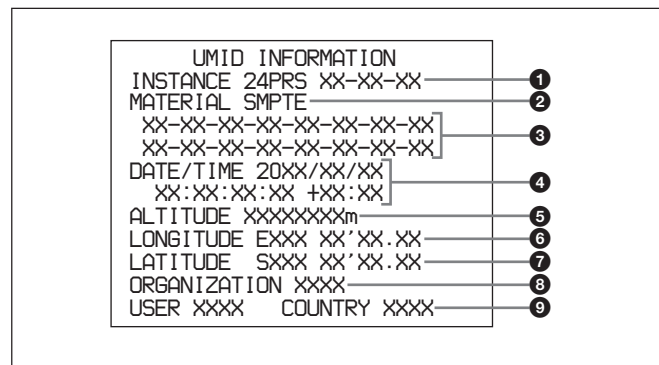 UMID INFORMATION
INSTANCE 24PRS XX-XX-XX 1
MATERIAL SMPTE 2
XX-XX-XX-XX-XX-XX-XX-XX
XX-XX-XX-XX-XX-XX-XX-XX 3
DATE/TIME 20XX/XX/XX
XX:XX:XX:XX +XX:XX 4
ALTITUDE XXXXXXXXm 5
LONGITUDE EXXX XX'XX.XX 6
LATITUDE SXXX XX'XX.XX 7
ORGANIZATION XXXX 8
USER XXXX COUNTRY XXXX 9